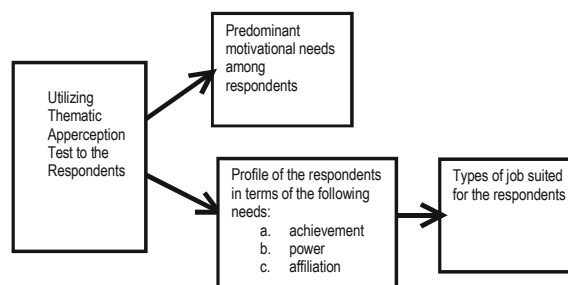 Utilizing
Thematic
Apperception
Test to the
Respondents
Predominant
motivational needs
among
respondents
Profile of the respondents
in terms of the following
needs:
a. achievement
b. power
c. affiliation
Types of job suited
for the respondents